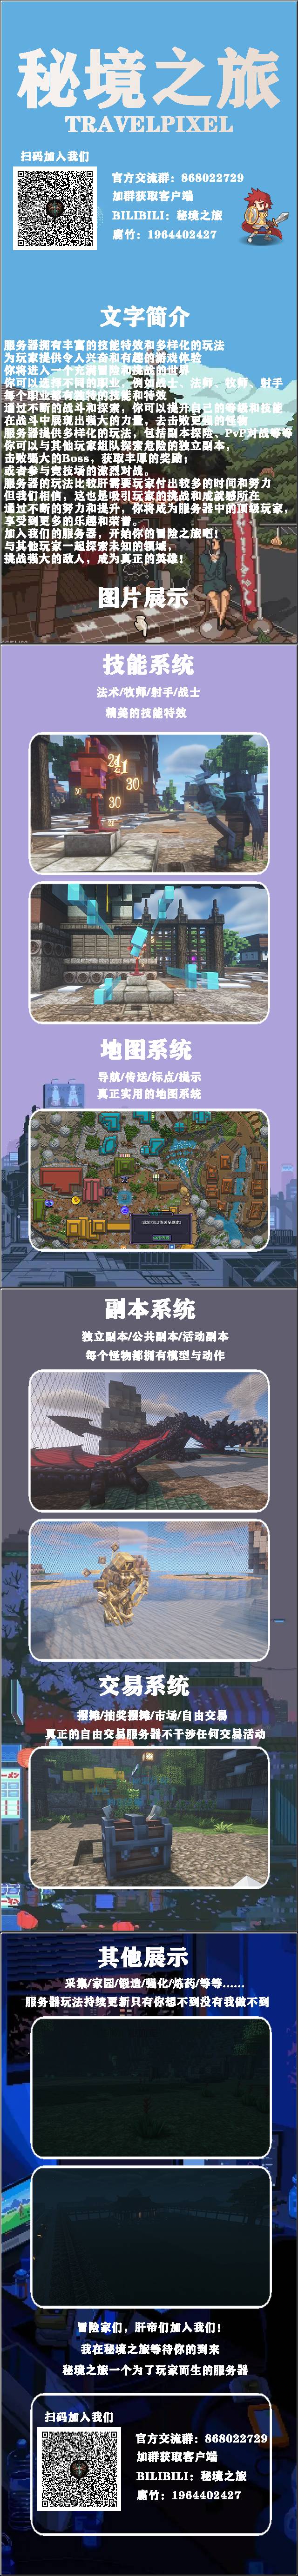 秘境之旅
TRAVELPIXEL
扫码加入我们
官方交流群：868022729
加群获取客户端
BILIBILI：秘境之旅
腐竹：1964402427
文字简介
服务器拥有丰富的技能特效和多样化的玩法
为玩家提供令人兴奋和有趣的游戏体验
你将进入一个充满冒险和挑战的世界
你可以选择不同的职业，例如战士、法师、牧师、射手
每个职业都有独特的技能和特效
通过不断的战斗和探索，你可以提升自己的等级和技能
在战斗中展现出强大的力量，去击败更强的怪物
服务器提供多样化的玩法，包括副本探险、PvP对战等等
你可以与其他玩家组队探索危险的独立副本，
击败强大的Boss，获取丰厚的奖励；
或者参与竞技场的激烈对战。
服务器的玩法比较肝需要玩家付出较多的时间和努力
但我们相信，这也是吸引玩家的挑战和成就感所在
通过不断的努力和提升，你将成为服务器中的顶级玩家，
享受到更多的乐趣和荣誉。
加入我们的服务器，开始你的冒险之旅吧！
与其他玩家一起探索未知的领域，
挑战强大的敌人，成为真正的英雄！
图片展示
技能系统
法术/牧师/射手/战士
精美的技能特效
24
1
30
30
30
地图系统
导航/传送/标点/提示
真正实用的地图系统
副本系统
独立副本/公共副本/活动副本
每个怪物都拥有模型与动作
交易系统
摆摊/抽奖摆摊/市场/自由交易
真正的自由交易服务器不干涉任何交易活动
其他展示
采集/家园/锻造/强化/炼药/等等……
服务器玩法持续更新只有你想不到没有我做不到
冒险家们，肝帝们加入我们！
我在秘境之旅等待你的到来
秘境之旅一个为了玩家而生的服务器
扫码加入我们
官方交流群：868022729
加群获取客户端
BILIBILI：秘境之旅
腐竹：1964402427